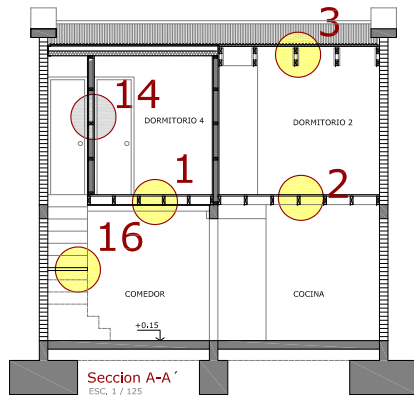 3
14
DORMITORIO 4
DORMITORIO 2
1
2
16
COMEDOR
COCINA
+0.15
Seccion A-A´
ESC. 1 / 125